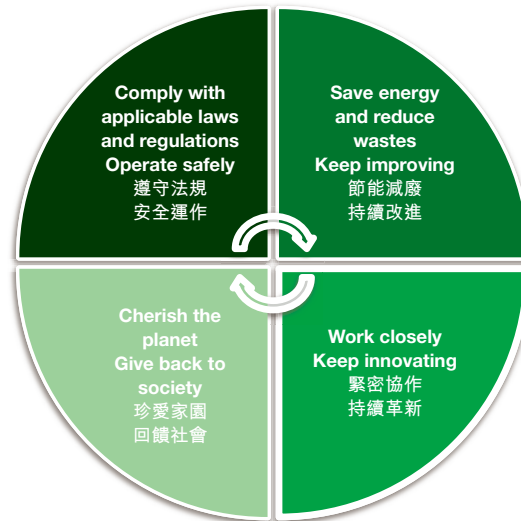 Comply with
applicable laws
and regulations
Operate safely
遵守法規
安全運作
Save energy
and reduce
wastes
Keep improving
節能減廢
持續改進
Cherish the
planet
Give back to
society
珍愛家園
回饋社會
Work closely
Keep innovating
緊密協作
持續革新